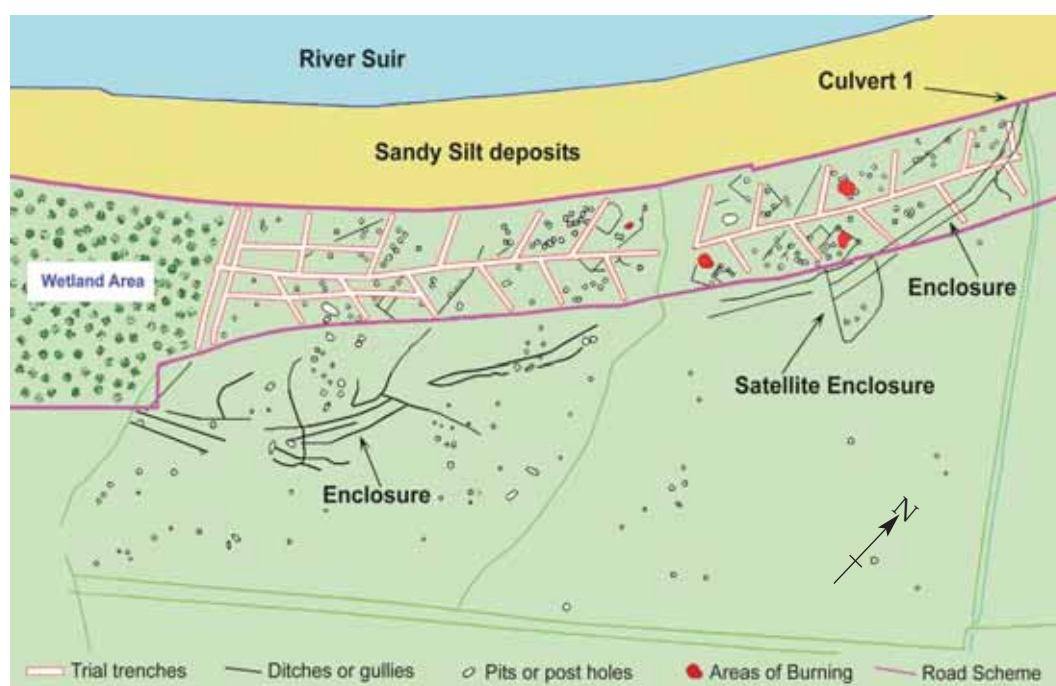 River Suir
Culvert 1
Sandy Silt deposits
Wetland Area
Enclosure
Satellite Enclosure
Enclosure
N
Trial trenches
Ditches or gullies
Pits or post holes
Areas of Burning
Road Scheme